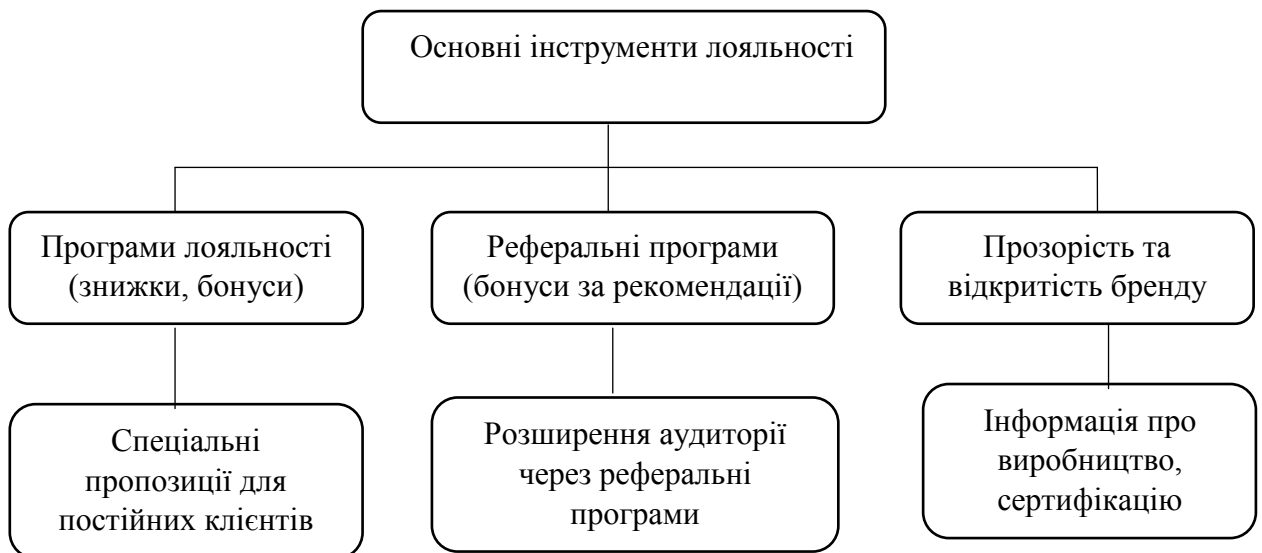 Основні інструменти лояльності
Програми лояльності
(знижки, бонуси)
Реферальні програми
(бонуси за рекомендації)
Прозорість та
відкритість бренду
Спеціальні
пропозиції для
постійних клієнтів
Розширення аудиторії
через реферальні
програми
Інформація про
виробництво,
сертифікацію